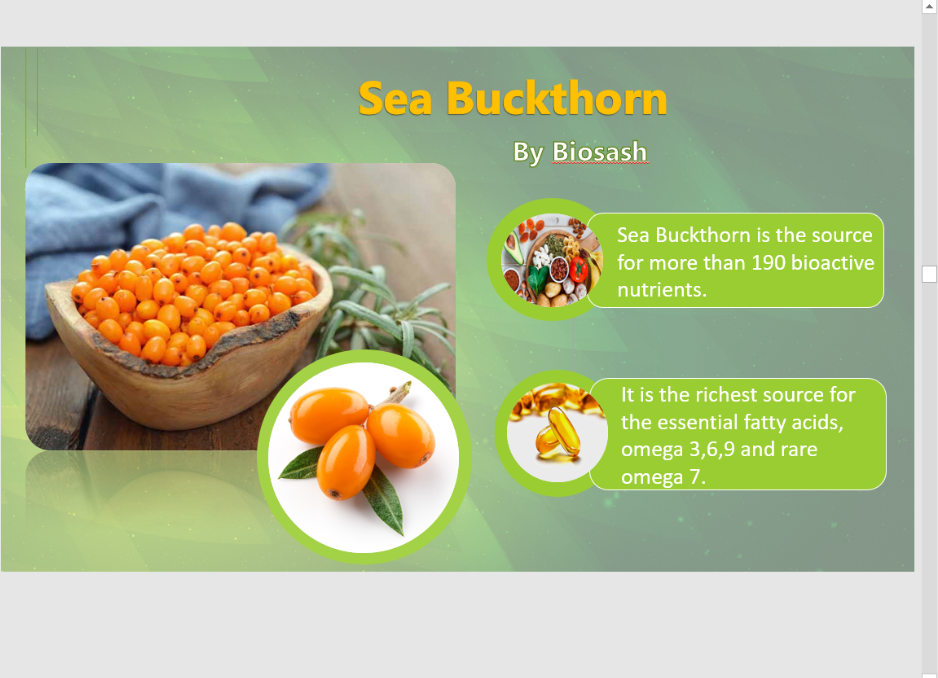 Sea Buckthorn
By Biosash
Sea Buckthorn is the source
for more than 190 bioactive
nutrients.
It is the richest source for
the essential fatty acids,
omega 3,6,9 and rare
omega 7.